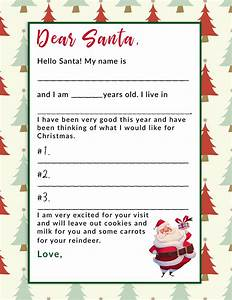 Dear Santa,
Hello Santa! My name is
and I am ______years old. I live in
I have been very good this year and have
been thinking of what I would like for
Christmas.
#1.
#2.
#3.
I am very excited for your visit
and will leave out cookies and
milk for you and some carrots
for your reindeer.
Love,